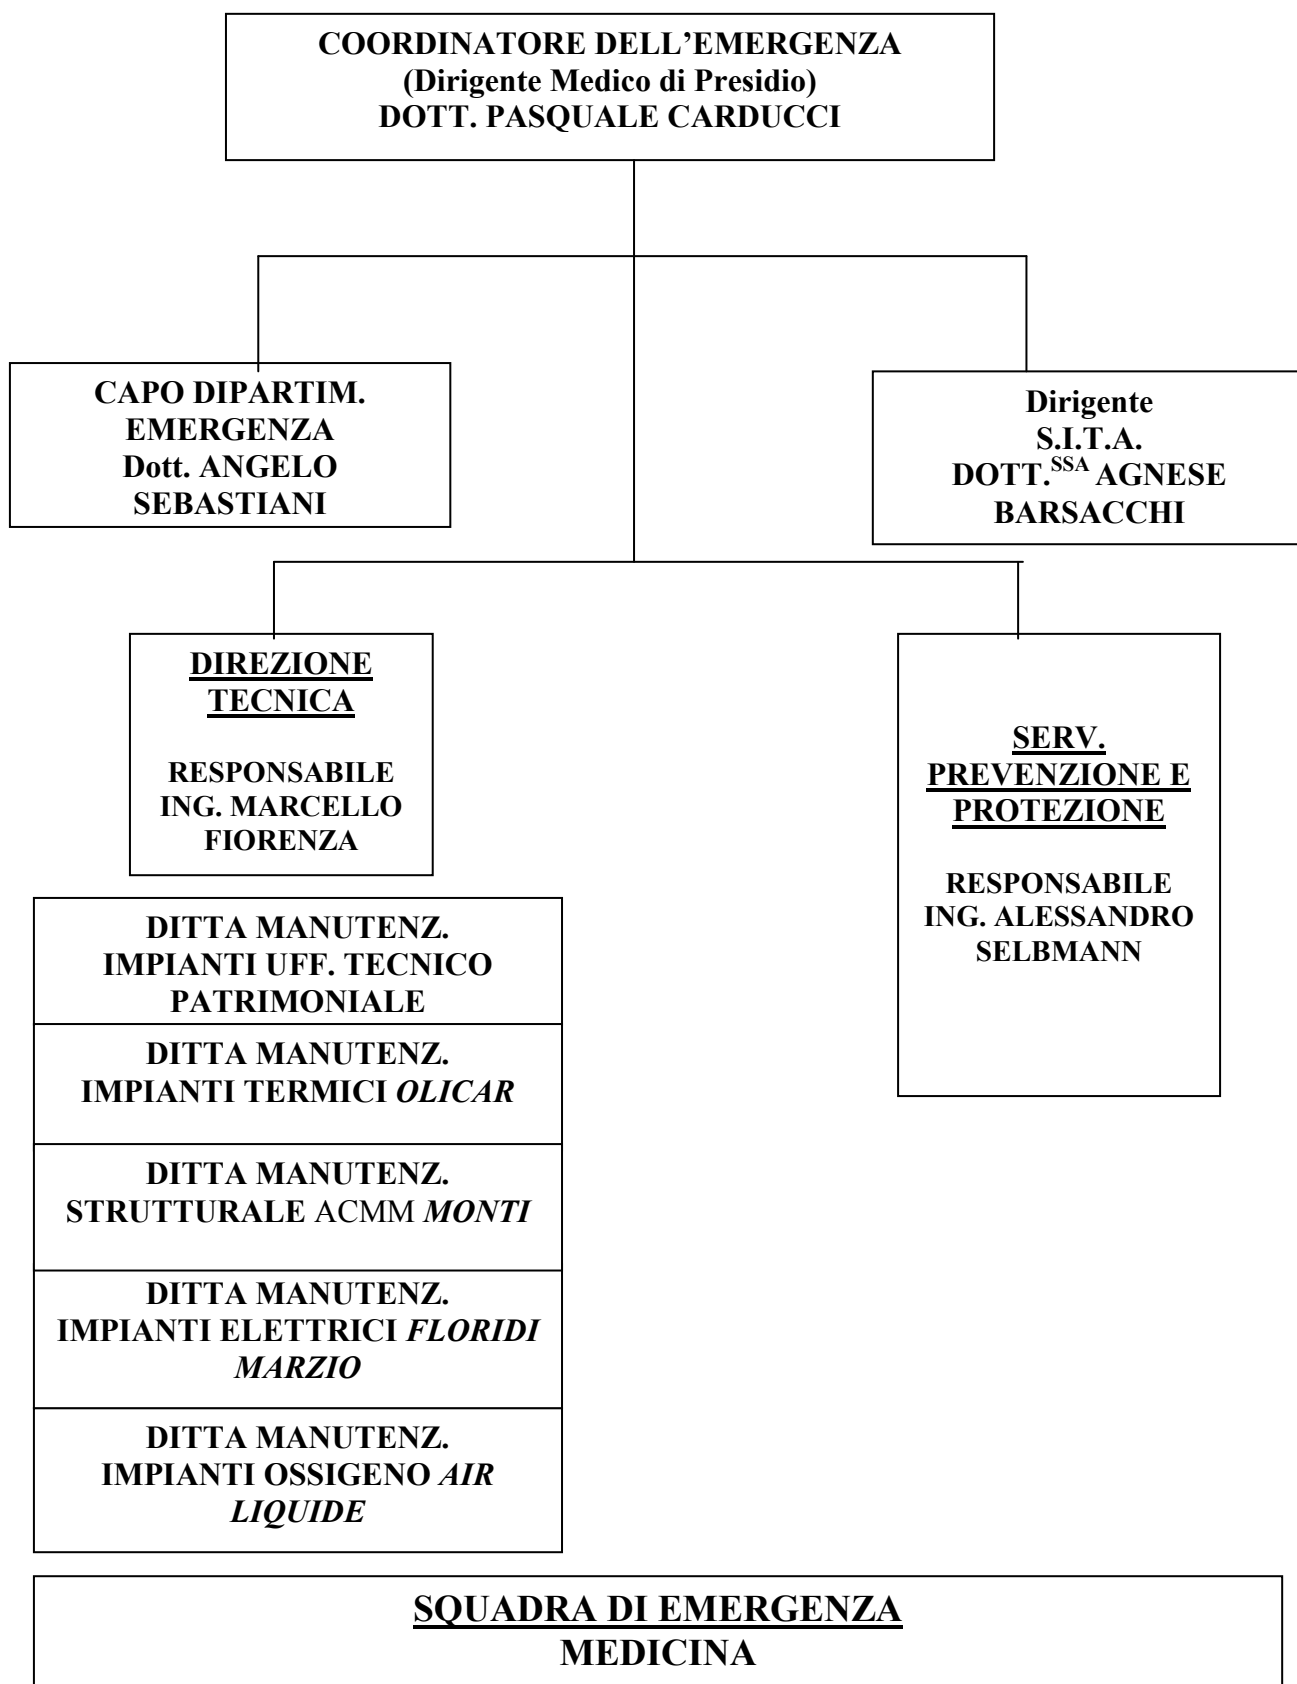 COORDINATORE DELL’EMERGENZA
(Dirigente Medico di Presidio)
DOTT. PASQUALE CARDUCCI
CAPO DIPARTIM.
EMERGENZA
Dott. ANGELO
SEBASTIANI
Dirigente
S.I.T.A.
DOTT.SSA AGNESE
BARSACCHI
DIREZIONE
TECNICA
RESPONSABILE
ING. MARCELLO
FIORENZA
SERV.
PREVENZIONE E
PROTEZIONE
RESPONSABILE
ING. ALESSANDRO
SELBMANN
DITTA MANUTENZ.
IMPIANTI UFF. TECNICO
PATRIMONIALE
DITTA MANUTENZ.
IMPIANTI TERMICI OLICAR
DITTA MANUTENZ.
STRUTTURALE ACMM MONTI
DITTA MANUTENZ.
IMPIANTI ELETTRICI FLORIDI
MARZIO
DITTA MANUTENZ.
IMPIANTI OSSIGENO AIR
LIQUIDE
SQUADRA DI EMERGENZA
MEDICINA